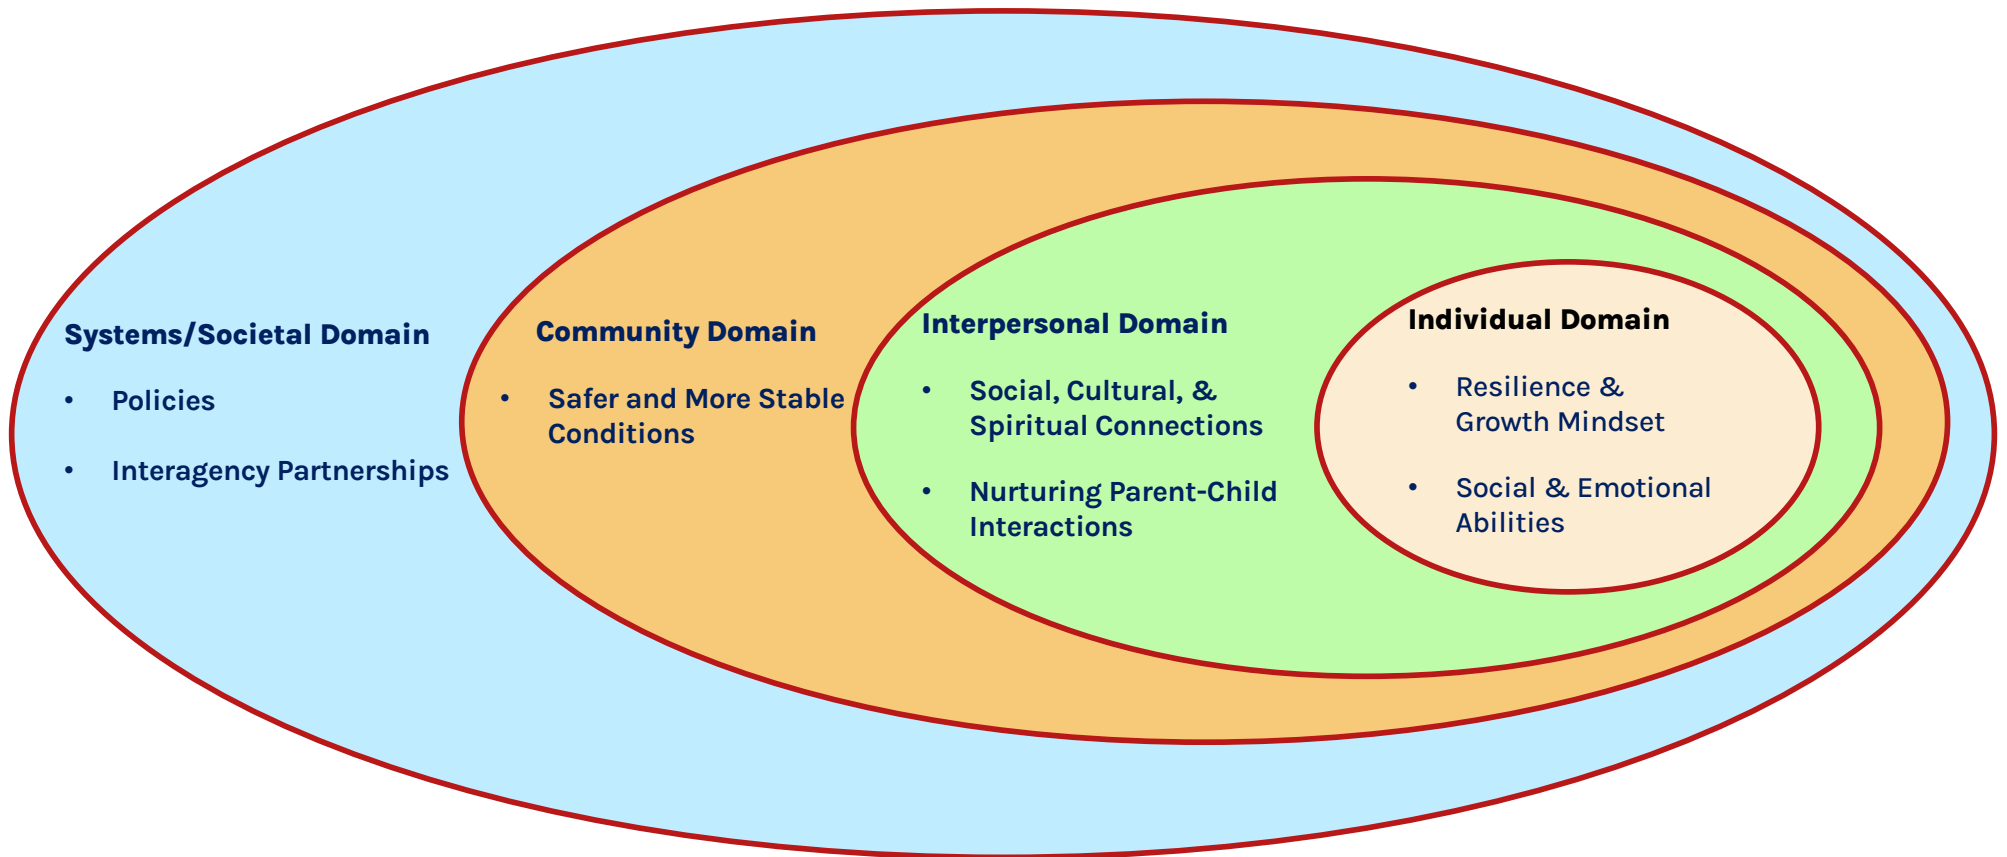 Systems/Societal Domain
• Policies
• Interagency Partnerships
Community Domain
• Safer and More Stable
Conditions
Interpersonal Domain
• Social, Cultural, &
Spiritual Connections
• Nurturing Parent-Child
Interactions
Individual Domain
• Resilience &
Growth Mindset
• Social & Emotional
Abilities